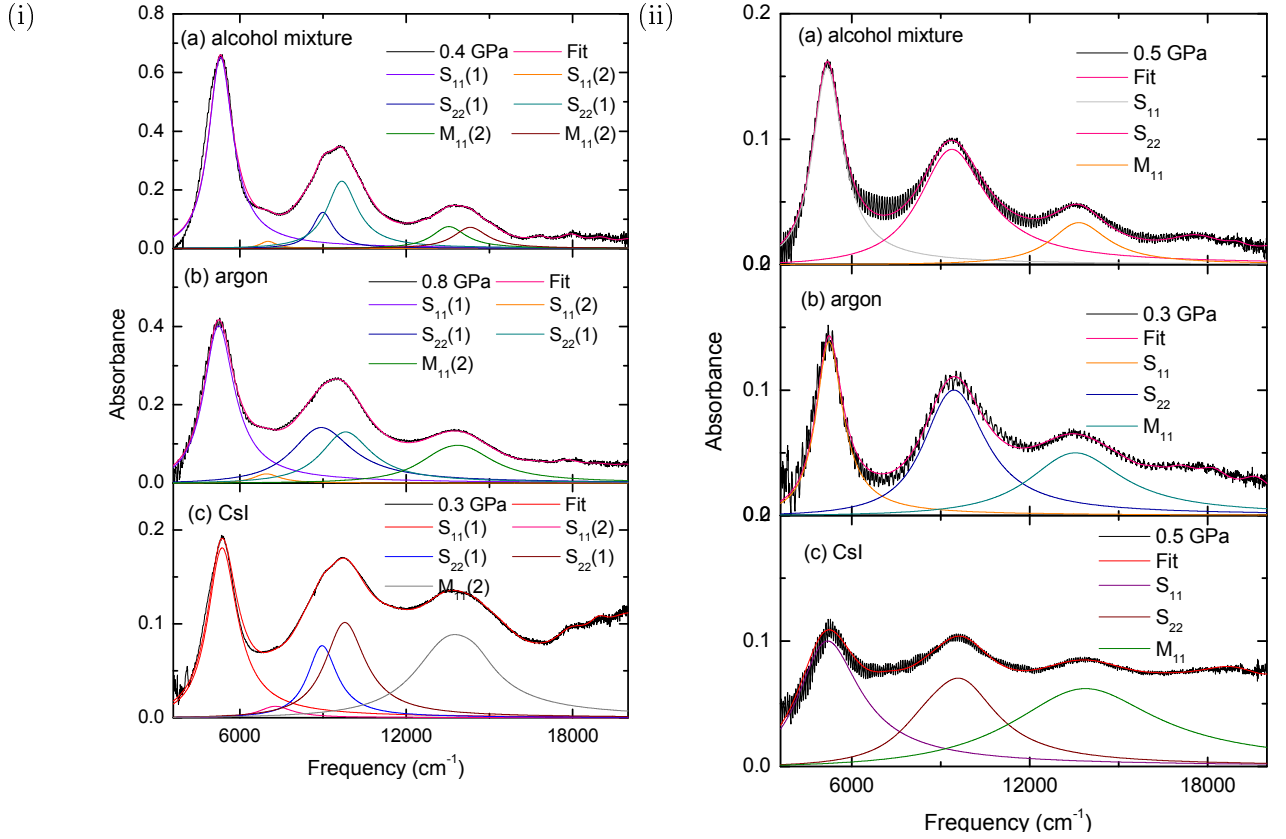 (i)
(a) alcohol mixture
0.4 GPa
Fit
S11(1)
S11(2)
S22(1)
S22(1)
M11(2)
M11(2)
0.8
0.6
0.4
0.2
0.0
(b) argon
0.8 GPa
Fit
S11(1)
S11(2)
S22(1)
S22(1)
M11(2)
0.4
0.2
0.0
Absorbance
(c) CsI
0.3 GPa
Fit
S11(1)
S11(2)
S22(1)
S22(1)
M11(2)
0.2
0.1
0.0
6000 12000 18000
Frequency (cm-1)
(ii)
(a) alcohol mixture
0.5 GPa
Fit
S11
S22
M11
0.2
0.1
0.0
(b) argon
0.3 GPa
Fit
S11
S22
M11
0.2
0.1
0.0
Absorbance
(c) CsI
0.5 GPa
Fit
S11
S22
M11
0.2
0.1
0.0
6000 12000 18000
Frequency (cm-1)